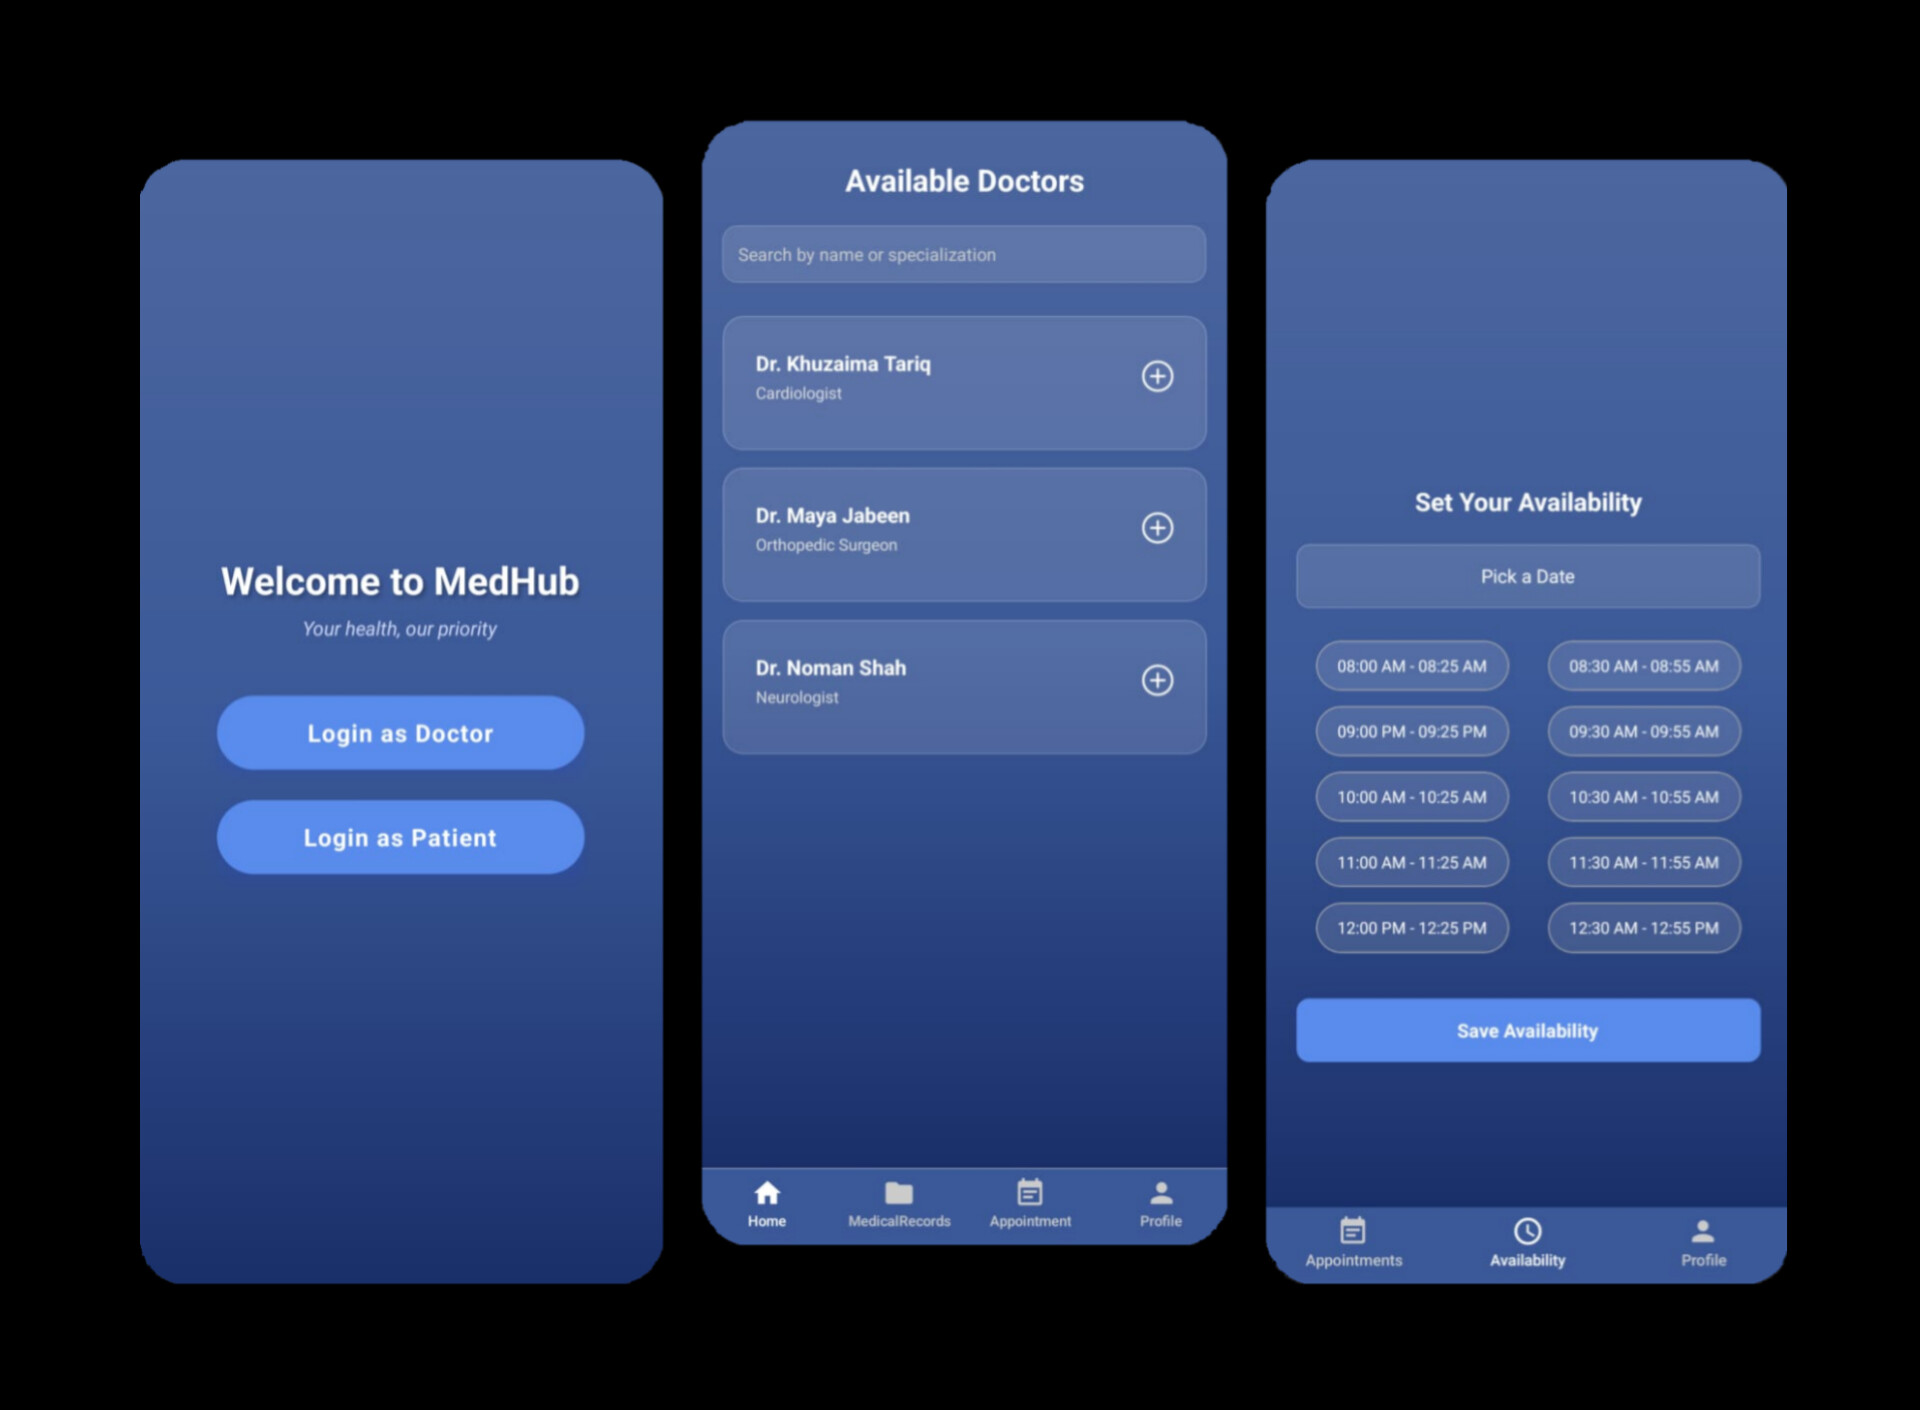 Welcome to MedHub
Your health, our priority
Login as Doctor
Login as Patient
Available Doctors
Search by name or specialization
Dr. Khuzaima Tariq
Cardiologist
Dr. Maya Jabeen
Orthopedic Surgeon
Dr. Noman Shah
Neurologist
Home MedicalRecords Appointment Profile
Set Your Availability
Pick a Date
08:00 AM - 08:25 AM 08:30 AM - 08:55 AM
09:00 PM - 09:25 PM 09:30 AM - 09:55 AM
10:00 AM - 10:25 AM 10:30 AM - 10:55 AM
11:00 AM - 11:25 AM 11:30 AM - 11:55 AM
12:00 PM - 12:25 PM 12:30 AM - 12:55 PM
Save Availability
Appointments Availability Profile